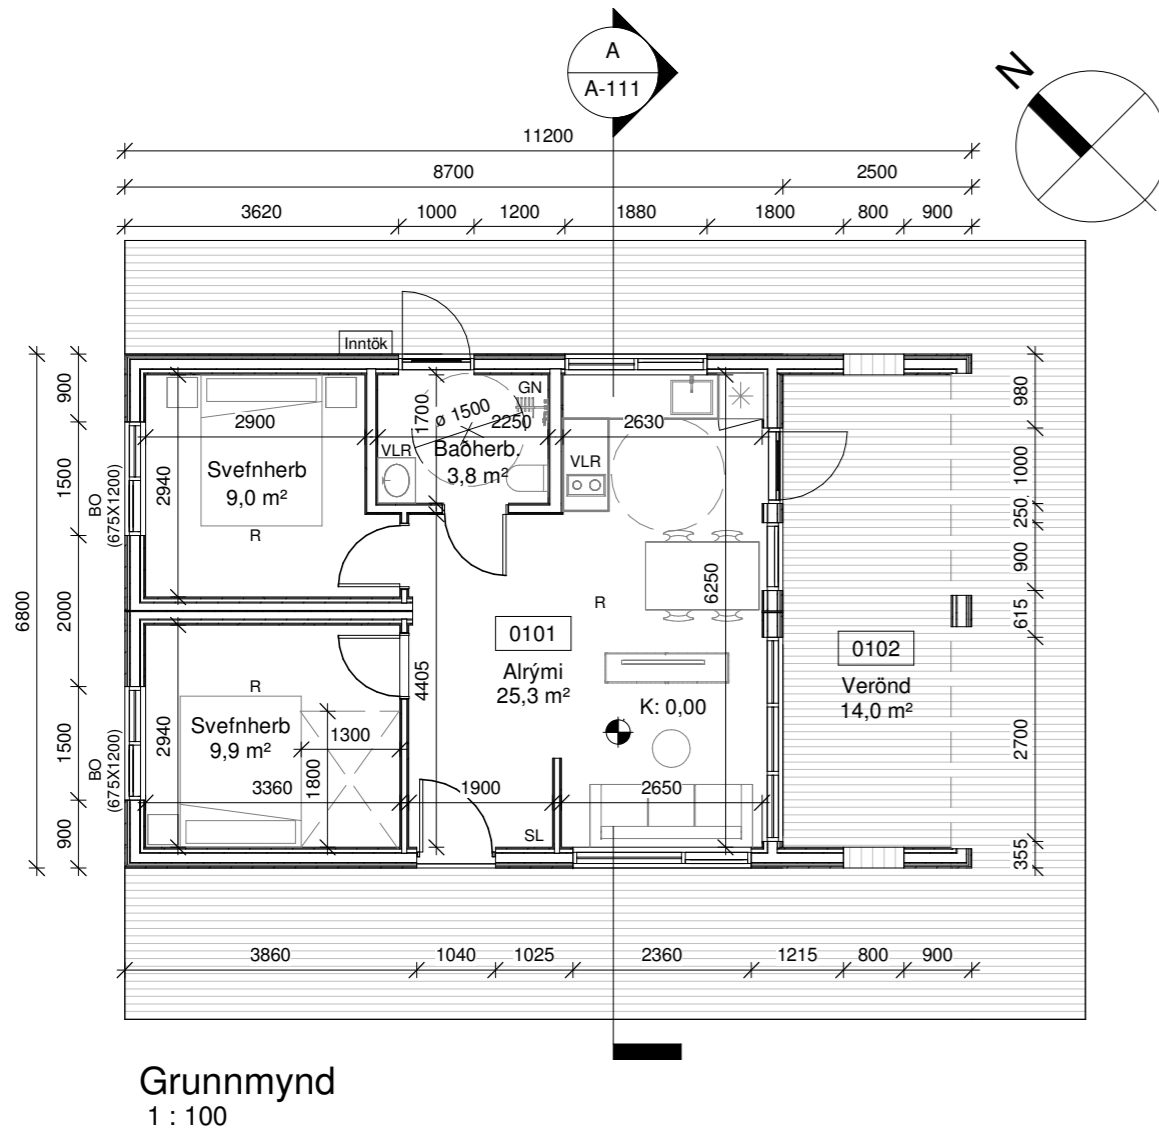 A
A-111
N
11200
8700
2500
3620
1000
1200
1880
1800
800
900
Inntök
GN
ø 1500
1700
2900
2250
2630
VLR
Baðherb.
3,8 m²
VLR
Svefnherb
9,0 m²
2940
R
900
1500
BO
(675X1200)
2000
6800
1500
BO
(675X1200)
900
980
1000
250
900
615
2700
355
6250
R
0101
Alrými
25,3 m²
4405
K: 0,00
0102
Verönd
14,0 m²
R
Svefnherb
9,9 m²
2940
1300
1800
3360
1900
2650
SL
3860
1040
1025
2360
1215
800
900
Grunnmynd
1 : 100